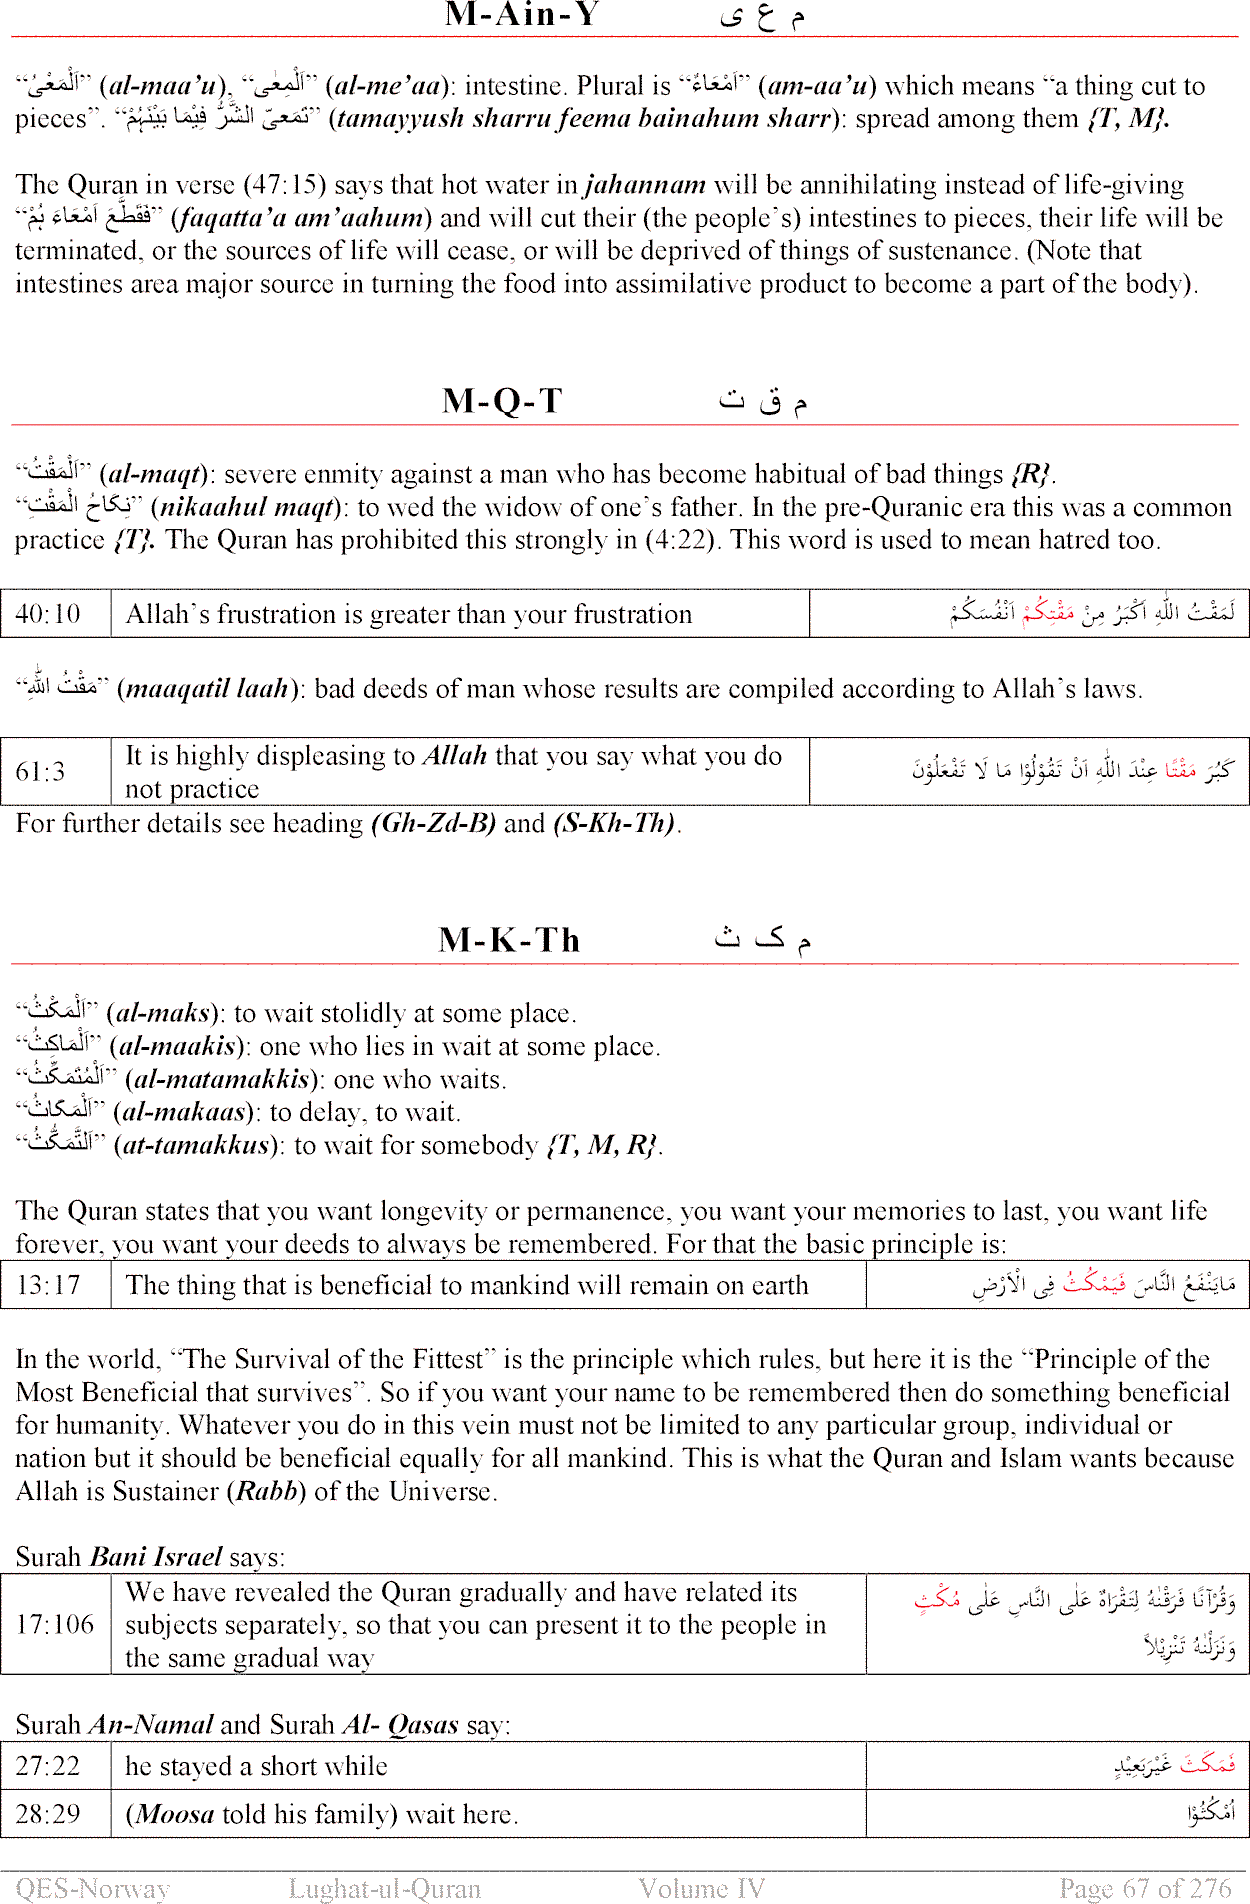 M-Ain-Y م ع ی
“اَلْمَعْیُ” (al-maa’u), “اَلْمِعٰی” (al-me’aa): intestine. Plural is “اَمْعَاءٌ” (am-aa’u) which means “a thing cut to
pieces”. “تَمَعیّ الشَّرُّ فِیْمَا بَیْنَہُمْ” (tamayyush sharru feema bainahum sharr): spread among them {T, M}.
The Quran in verse (47:15) says that hot water in jahannam will be annihilating instead of life-giving
“فَقَطَّعَ اَمْعَاءَ ہُمْ” (faqatta’a am’aahum) and will cut their (the people’s) intestines to pieces, their life will be
terminated, or the sources of life will cease, or will be deprived of things of sustenance. (Note that
intestines area major source in turning the food into assimilative product to become a part of the body).
M-Q-T م ق ت
“اَلْمَقْتُ” (al-maqt): severe enmity against a man who has become habitual of bad things {R}.
“نِکَاحُ الْمَقْتِ” (nikaahul maqt): to wed the widow of one’s father. In the pre-Quranic era this was a common
practice {T}. The Quran has prohibited this strongly in (4:22). This word is used to mean hatred too.
40:10 Allah’s frustration is greater than your frustration لَمَقْتُ اللّٰہِ اَکْبَرُ مِنْ مَقْتِکُمْ اَنْفُسَکُمْ
“مَقْتُ اللّٰہِ” (maaqatil laah): bad deeds of man whose results are compiled according to Allah’s laws.
61:3 It is highly displeasing to Allah that you say what you do
not practice کَبُرَ مَقْتًا عِنْدَ اللّٰہِ اَنْ تَقُوْلُوْا مَا لَا تَفْعَلُوْنَ
For further details see heading (Gh-Zd-B) and (S-Kh-Th).
M-K-Th م ک ث
“اَلْمَکْثُ” (al-maks): to wait stolidly at some place.
“اَلْمَاکِثُ” (al-maakis): one who lies in wait at some place.
“اَلْمُتَمَکِّثُ” (al-matamakkis): one who waits.
“اَلْمَکَاثُ” (al-makaas): to delay, to wait.
“اَلتَّمَکُّثُ” (at-tamakkus): to wait for somebody {T, M, R}.
The Quran states that you want longevity or permanence, you want your memories to last, you want life
forever, you want your deeds to always be remembered. For that the basic principle is:
13:17 The thing that is beneficial to mankind will remain on earth مَایَنْفَعُ النَّاسَ فَیَمْکُثُ فِی الْاَرْضِ
In the world, “The Survival of the Fittest” is the principle which rules, but here it is the “Principle of the
Most Beneficial that survives”. So if you want your name to be remembered then do something beneficial
for humanity. Whatever you do in this vein must not be limited to any particular group, individual or
nation but it should be beneficial equally for all mankind. This is what the Quran and Islam wants because
Allah is Sustainer (Rabb) of the Universe.
Surah Bani Israel says:
17:106 We have revealed the Quran gradually and have related its
subjects separately, so that you can present it to the people in
the same gradual way وَقُرْآنًا فَرَقْنٰہُ لِتَقْرَاہٗ عَلٰی النَّاسِ عَلٰی مُکْثٍ
وَنَزَلْنٰہُ تَنْزِیْلاً
Surah An-Namal and Surah Al- Qasas say:
27:22 he stayed a short while فَمَکَثَ غَیْرَبَعِیْدٍ
28:29 (Moosa told his family) wait here. اُمْکُثُوْا
QES-Norway Lughat-ul-Quran Volume IV Page 67 of 276